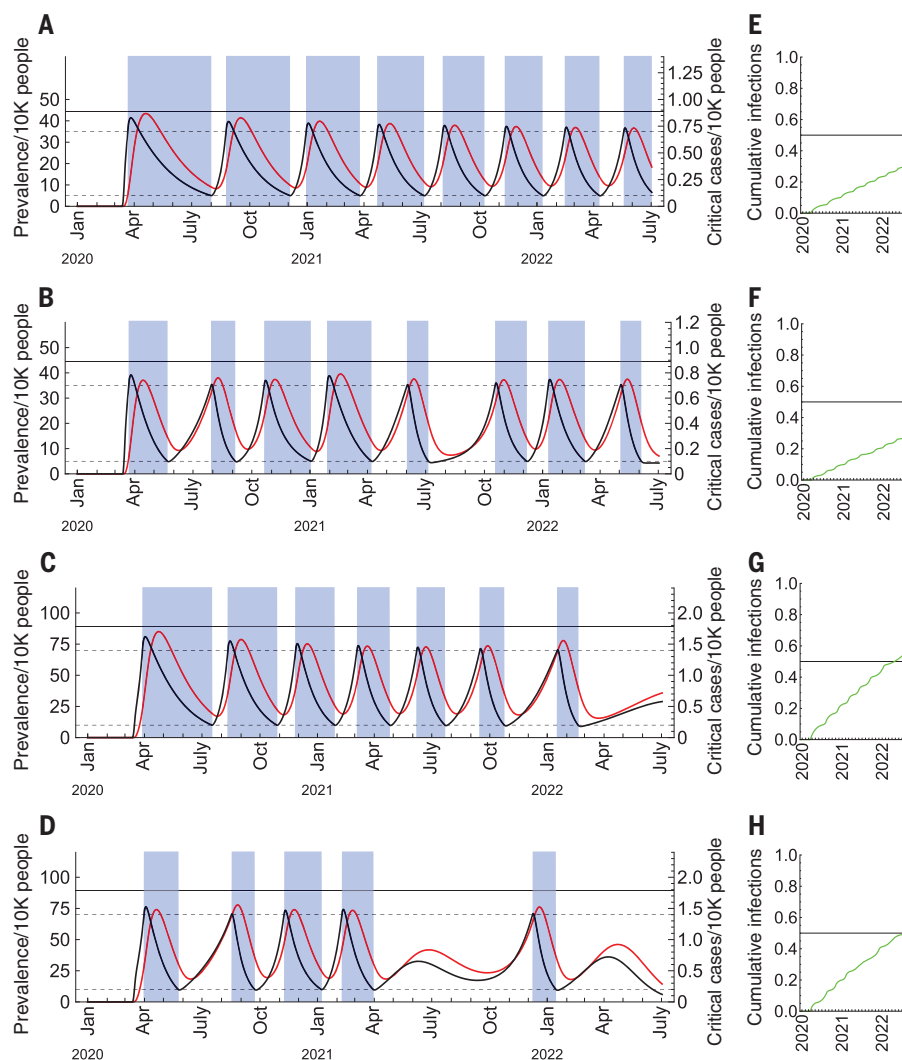 A
Prevalence/10K people
50
40
30
20
10
0
1.25
1.00
0.75
0.50
0.25
0
Critical cases/10K people
Jan
Apr
July
Oct
Jan
Apr
July
Oct
Jan
Apr
July
2020
2021
2022
E
Cumulative infections
1.0
0.8
0.6
0.4
0.2
0.0
2020
2021
2022
B
Prevalence/10K people
50
40
30
20
10
0
1.2
1.0
0.8
0.6
0.4
0.2
0
Critical cases/10K people
Jan
Apr
July
Oct
Jan
Apr
July
Oct
Jan
Apr
July
2020
2021
2022
F
Cumulative infections
1.0
0.8
0.6
0.4
0.2
0.0
2020
2021
2022
C
Prevalence/10K people
100
75
50
25
0
2.0
1.5
1.0
0.5
0
Critical cases/10K people
Jan
Apr
July
Oct
Jan
Apr
July
Oct
Jan
Apr
July
2020
2021
2022
G
Cumulative infections
1.0
0.8
0.6
0.4
0.2
0.0
2020
2021
2022
D
Prevalence/10K people
100
75
50
25
0
2.0
1.5
1.0
0.5
0
Critical cases/10K people
Jan
Apr
July
Oct
Jan
Apr
July
Oct
Jan
Apr
July
2020
2021
2022
H
Cumulative infections
1.0
0.8
0.6
0.4
0.2
0.0
2020
2021
2022